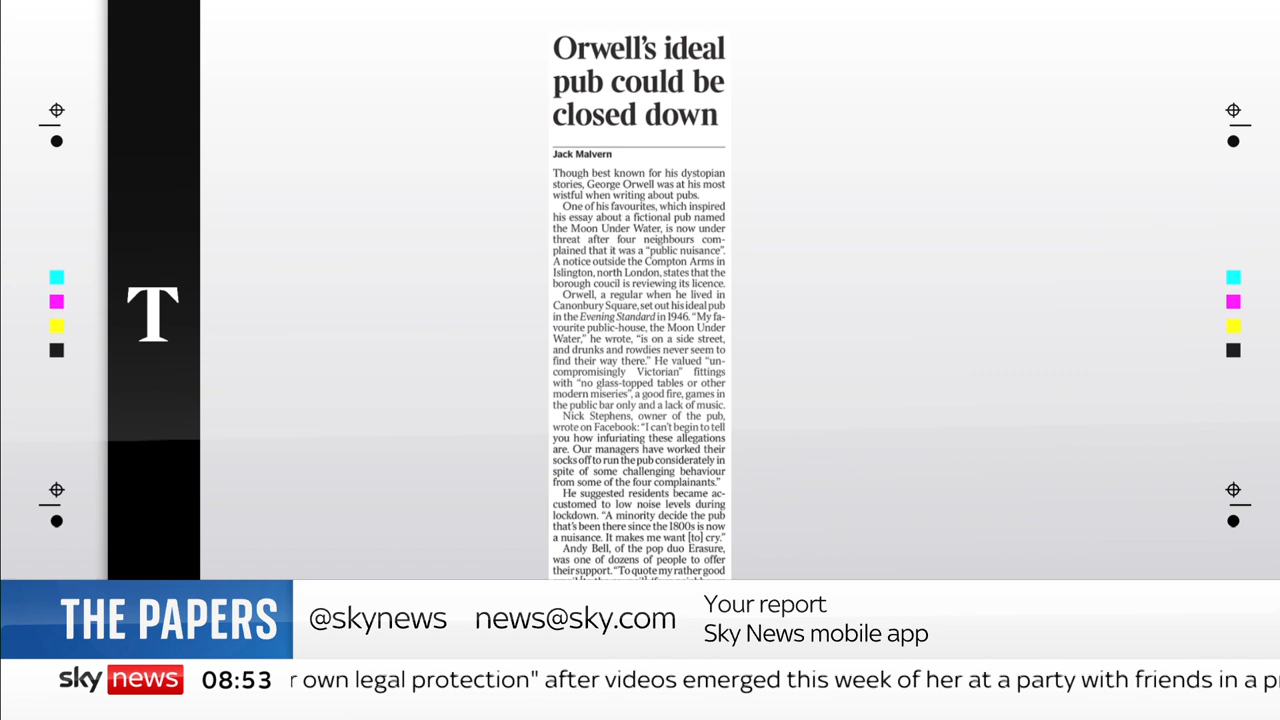 Orwell's ideal
pub could be
closed down
Jack Malvern
Though best known for his dystopian
stories, George Orwell was at his most
wistful when writing about pubs.
One of his favourites, which inspired
his essay about a fictional pub named
the Moon Under Water, is now under
threat after four neighbours com-
plained that it was a "public nuisance".
A notice outside the Compton Arms in
Islington, north London, states that the
borough coucil is reviewing its licence.
Orwell, a regular when he lived in
Canonbury Square, set out his ideal pub
in the Evening Standard in 1946. "My fa-
vourite public-house, the Moon Under
Water," he wrote, "is on a side street,
and drunks and rowdies never seem to
find their way there." He valued "un-
compromisingly Victorian" fittings
with "no glass-topped tables or other
modern miseries", a good fire, games in
the public bar only and a lack of music.
Nick Stephens, owner of the pub,
wrote on Facebook: "I can't begin to tell
you how infuriating these allegations
are. Our managers have worked their
socks off to run the pub considerately in
spite of some challenging behaviour
from some of the four complainants."
He suggested residents became ac-
customed to low noise levels during
lockdown. "A minority decide the pub
that's been there since the 1800s is now
a nuisance. It makes me want [to] cry."
Andy Bell, of the pop duo Erasure,
was one of dozens of people to offer
their support. "To quote my rather good
T
THE PAPERS
@skynews news@sky.com
Your report
Sky News mobile app
sky news 08:53 r own legal protection" after videos emerged this week of her at a party with friends in a pr